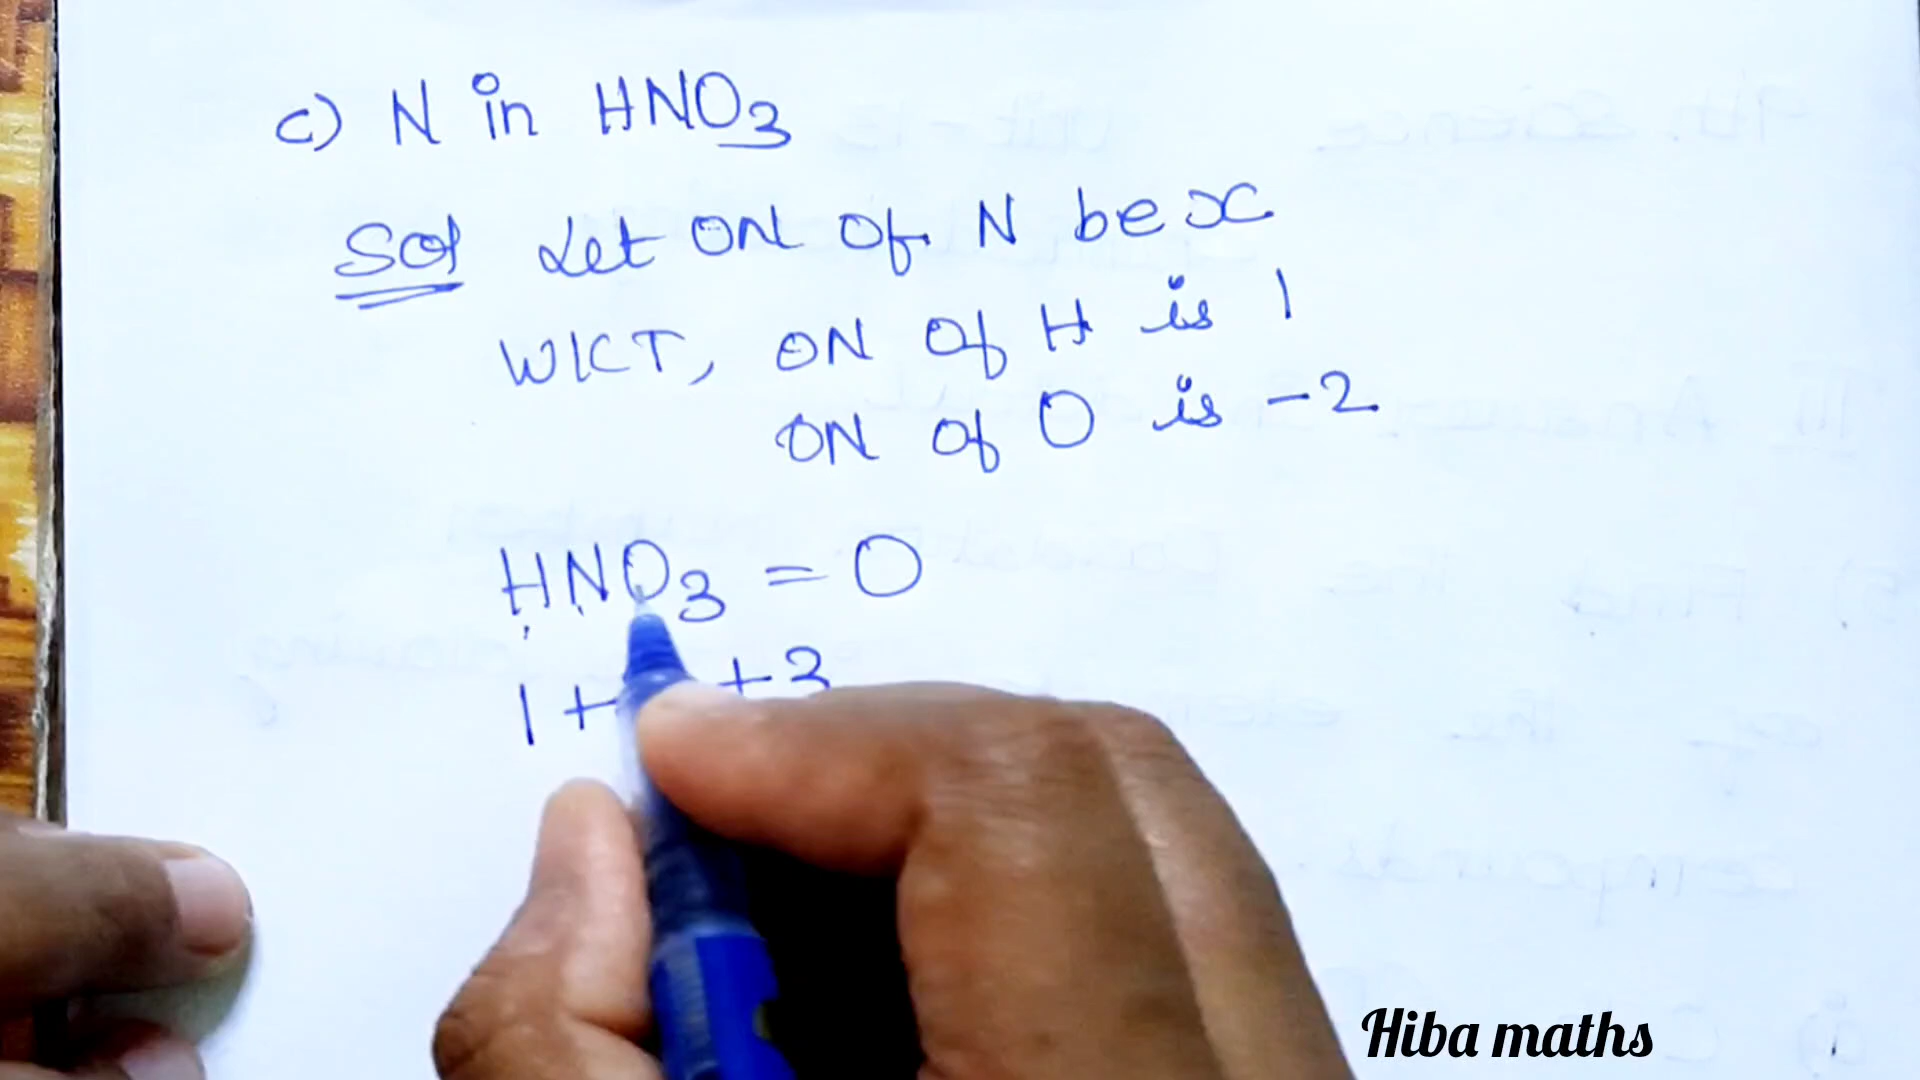 c) N in HNO3
Sol Let ON of N be x
WKT, ON of H is 1
ON of O is -2
HNO3 = 0
1 + +3
Hiba maths